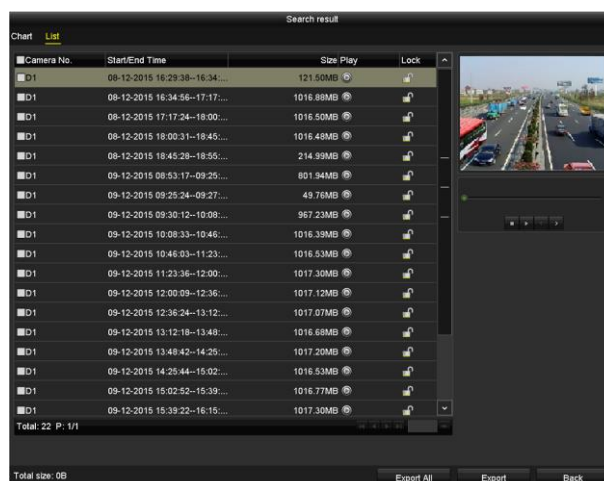 Search result
Chart List
Camera No. Start/End Time Size Play Lock
D1 08-12-2015 16:29:38--16:34:... 121.50MB
D1 08-12-2015 16:34:56--17:17:... 1016.88MB
D1 08-12-2015 17:17:24--18:00:... 1016.50MB
D1 08-12-2015 18:00:31--18:45:... 1016.48MB
D1 08-12-2015 18:45:28--18:55:... 214.99MB
D1 09-12-2015 08:53:17--09:25:... 801.94MB
D1 09-12-2015 09:25:24--09:27:... 49.76MB
D1 09-12-2015 09:30:12--10:08:... 967.23MB
D1 09-12-2015 10:08:33--10:46:... 1016.39MB
D1 09-12-2015 10:46:03--11:23:... 1016.53MB
D1 09-12-2015 11:23:36--12:00:... 1017.30MB
D1 09-12-2015 12:00:09--12:36:... 1017.12MB
D1 09-12-2015 12:36:24--13:12:... 1017.07MB
D1 09-12-2015 13:12:18--13:48:... 1016.68MB
D1 09-12-2015 13:48:42--14:25:... 1017.20MB
D1 09-12-2015 14:25:44--15:02:... 1016.53MB
D1 09-12-2015 15:02:52--15:39:... 1016.77MB
D1 09-12-2015 15:39:22--16:15:... 1017.30MB
Total: 22 P: 1/1
Total size: 0B Export All Export Back